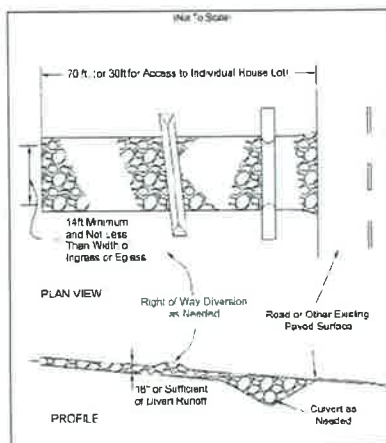 (Not To Scale)
70 ft. (or 30ft for Access to Individual House Lot)
14ft Minimum
and Not Less
Than Width o
Ingress or Egress
PLAN VIEW
Right of Way Diversion
as Needed
Road or Other Existing
Paved Surface
18" or Sufficient
of Divert Runoff
Culvert as
Needed
PROFILE